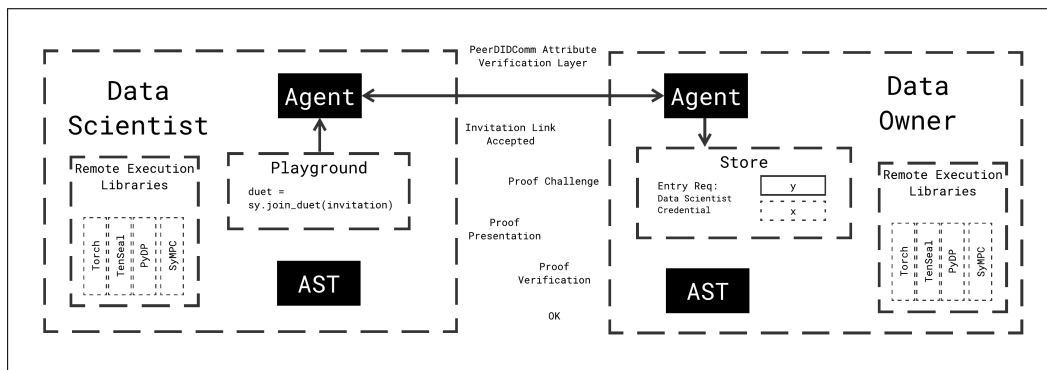 Data
Scientist
Agent
Playground
duet =
sy.join_duet(invitation)
Remote Execution
Libraries
Torch
TenSeal
PyDP
SyMPC
AST
PeerDIDComm Attribute
Verification Layer
Invitation Link
Accepted
Proof Challenge
Proof
Presentation
Proof
Verification
OK
Agent
Data
Owner
Store
Entry Req:
Data Scientist
Credential
y
x
Remote Execution
Libraries
Torch
TenSeal
PyDP
SyMPC
AST